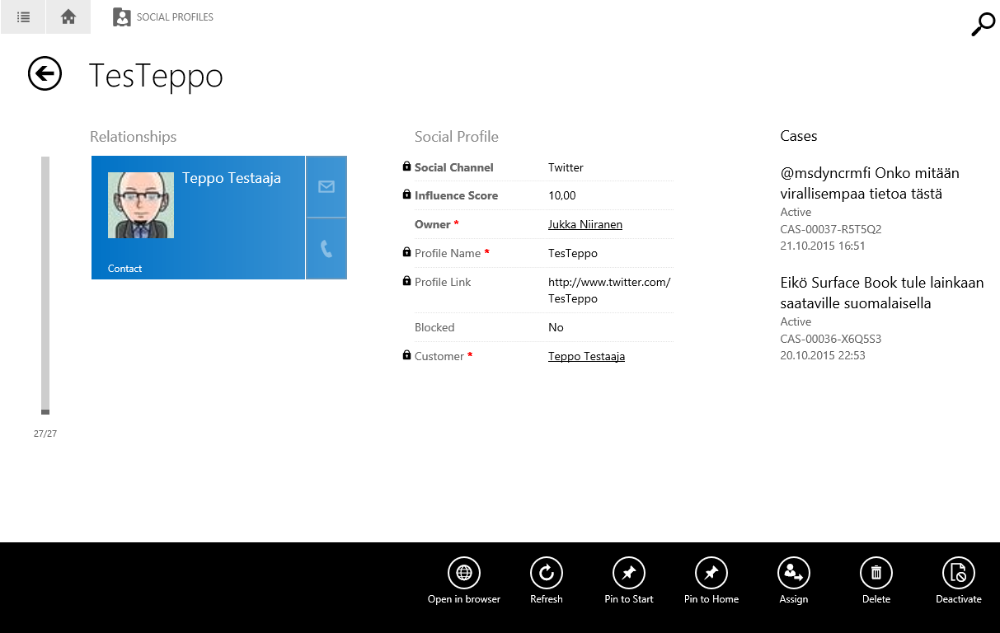 SOCIAL PROFILES
TesTeppo
Relationships
Teppo Testaaja
Contact
27/27
Social Profile
Social Channel Twitter
Influence Score 10,00
Owner * Jukka Niiranen
Profile Name * TesTeppo
Profile Link http://www.twitter.com/
TesTeppo
Blocked No
Customer * Teppo Testaaja
Cases
@msdyncrmfi Onko mitään
virallisempaa tietoa tästä
Active
CAS-00037-R5T5Q2
21.10.2015 16:51
Eikö Surface Book tule lainkaan
saataville suomalaisella
Active
CAS-00036-X6Q5S3
20.10.2015 22:53
Open in browser Refresh Pin to Start Pin to Home Assign Delete Deactivate